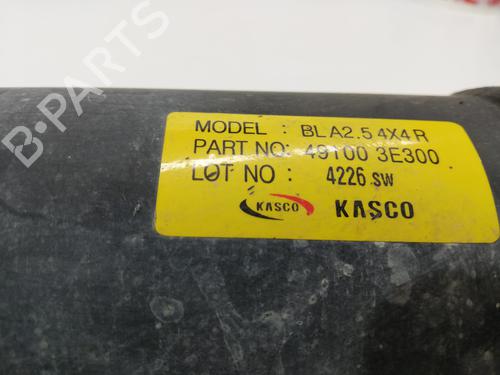 MODEL : BL A2.5 4X4 R
PART NO: 49100 3E300
LOT NO : 4226 SW
KASCO KASCO
B-PARTS